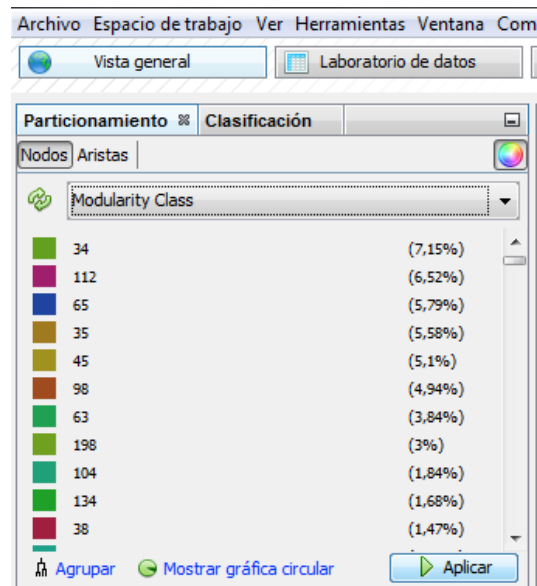 Archivo Espacio de trabajo Ver Herramientas Ventana Com
Vista general Laboratorio de datos
Particionamiento Clasificación
Nodos Aristas
Modularity Class
34 (7,15%)
112 (6,52%)
65 (5,79%)
35 (5,58%)
45 (5,1%)
98 (4,94%)
63 (3,84%)
198 (3%)
104 (1,84%)
134 (1,68%)
38 (1,47%)
Agrupar Mostrar gráfica circular Aplicar